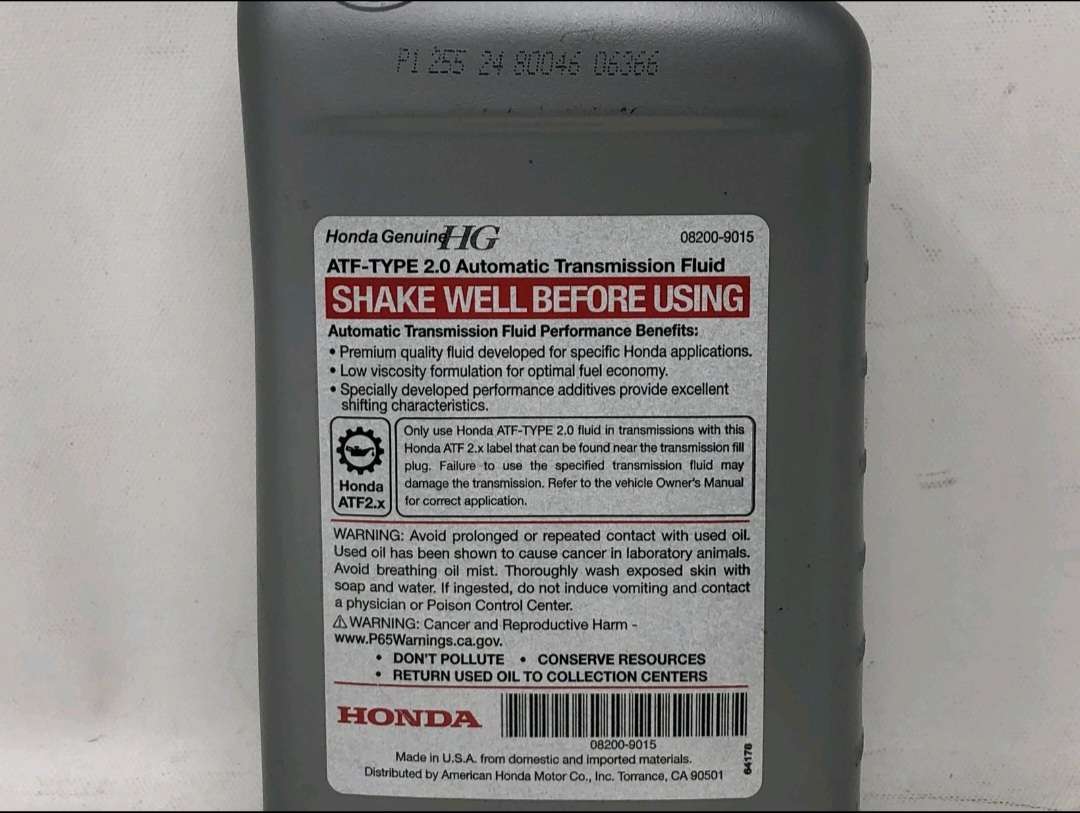 P1 255 24 80046 06366
Honda Genuine HG
08200-9015
ATF-TYPE 2.0 Automatic Transmission Fluid
SHAKE WELL BEFORE USING
Automatic Transmission Fluid Performance Benefits:
• Premium quality fluid developed for specific Honda applications.
• Low viscosity formulation for optimal fuel economy.
• Specially developed performance additives provide excellent
shifting characteristics.
Honda
ATF2.x
Only use Honda ATF-TYPE 2.0 fluid in transmissions with this
Honda ATF 2.x label that can be found near the transmission fill
plug. Failure to use the specified transmission fluid may
damage the transmission. Refer to the vehicle Owner's Manual
for correct application.
WARNING: Avoid prolonged or repeated contact with used oil.
Used oil has been shown to cause cancer in laboratory animals.
Avoid breathing oil mist. Thoroughly wash exposed skin with
soap and water. If ingested, do not induce vomiting and contact
a physician or Poison Control Center.
⚠ WARNING: Cancer and Reproductive Harm -
www.P65Warnings.ca.gov.
• DON'T POLLUTE • CONSERVE RESOURCES
• RETURN USED OIL TO COLLECTION CENTERS
HONDA
08200-9015
64178
Made in U.S.A. from domestic and imported materials.
Distributed by American Honda Motor Co., Inc. Torrance, CA 90501